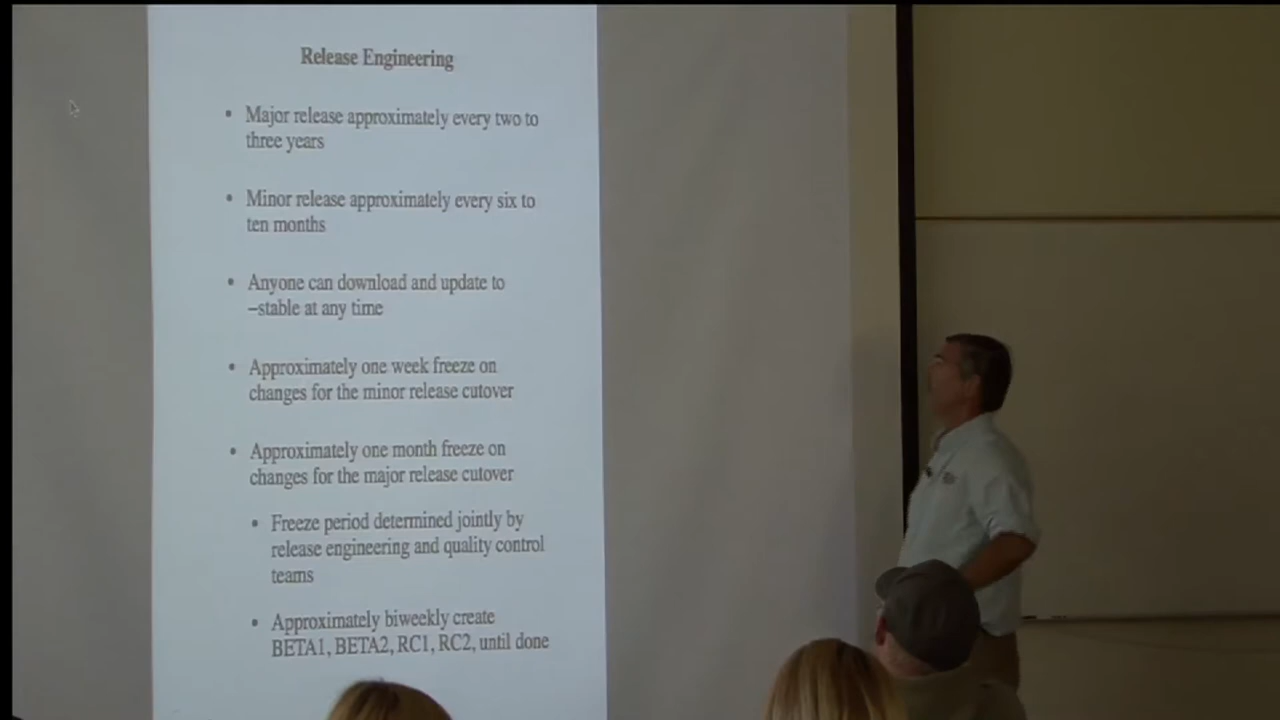 Release Engineering
• Major release approximately every two to
three years
• Minor release approximately every six to
ten months
• Anyone can download and update to
–stable at any time
• Approximately one week freeze on
changes for the minor release cutover
• Approximately one month freeze on
changes for the major release cutover
• Freeze period determined jointly by
release engineering and quality control
teams
• Approximately biweekly create
BETA1, BETA2, RC1, RC2, until done